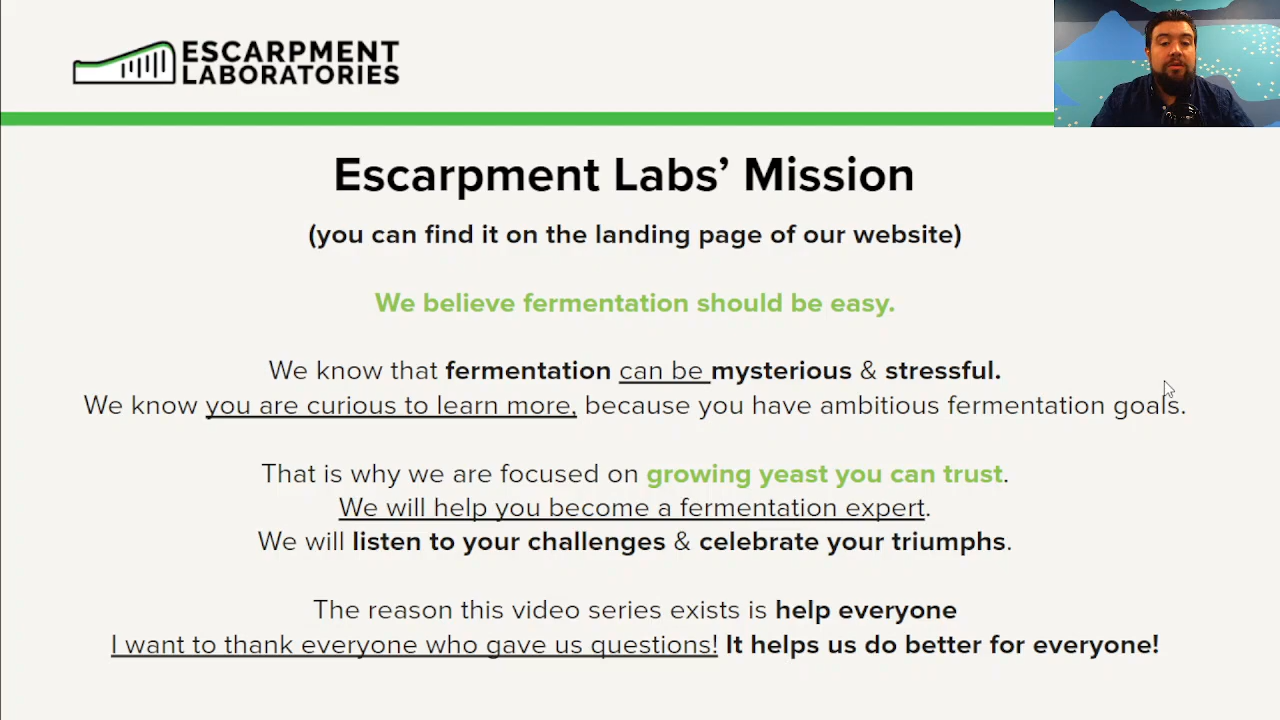 ESCARPMENT
LABORATORIES
Escarpment Labs’ Mission
(you can find it on the landing page of our website)
We believe fermentation should be easy.
We know that fermentation can be mysterious & stressful.
We know you are curious to learn more, because you have ambitious fermentation goals.
That is why we are focused on growing yeast you can trust.
We will help you become a fermentation expert.
We will listen to your challenges & celebrate your triumphs.
The reason this video series exists is help everyone
I want to thank everyone who gave us questions! It helps us do better for everyone!